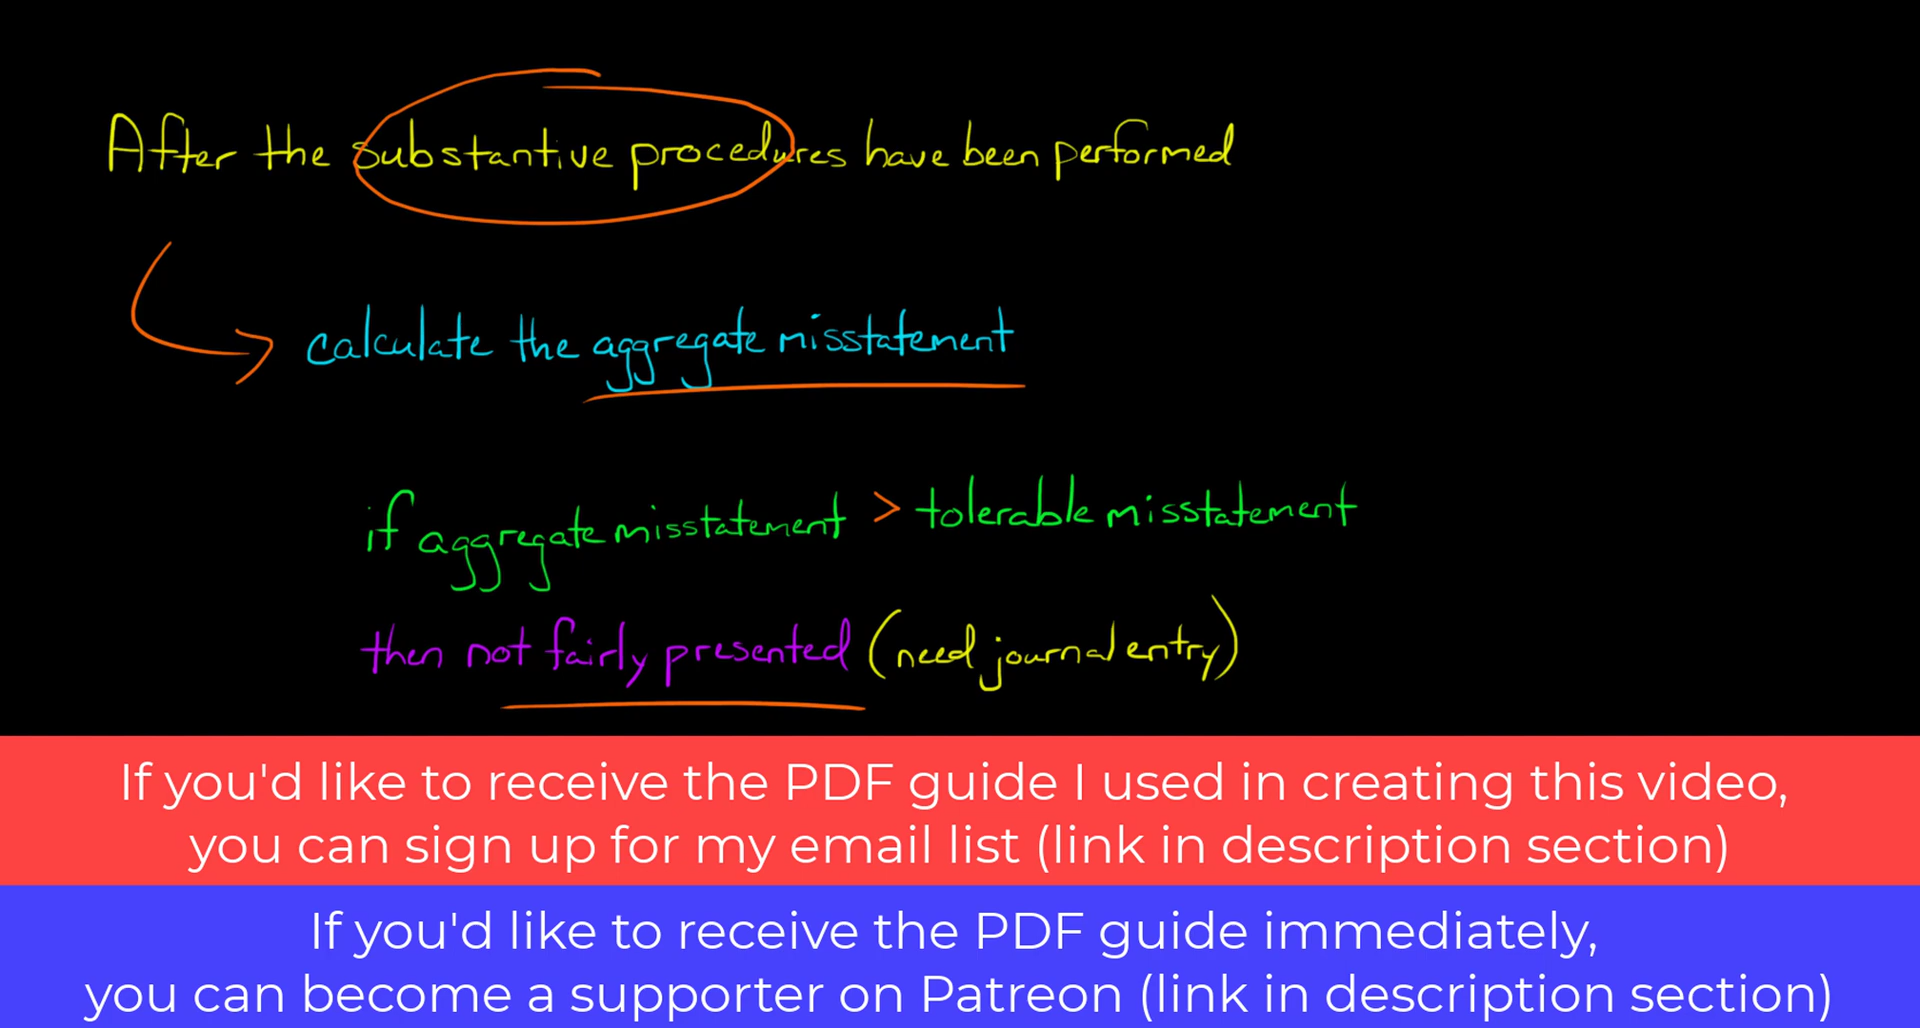 After the substantive procedures have been performed
calculate the aggregate misstatement
if aggregate misstatement > tolerable misstatement
then not fairly presented (need journal entry)
If you'd like to receive the PDF guide I used in creating this video,
you can sign up for my email list (link in description section)
If you'd like to receive the PDF guide immediately,
you can become a supporter on Patreon (link in description section)